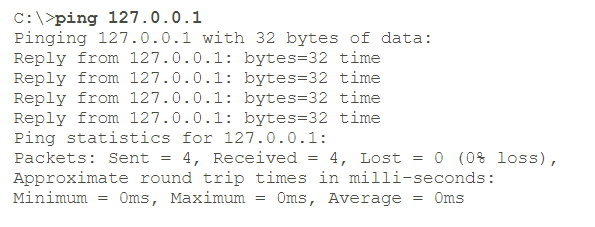 C:\>ping 127.0.0.1
Pinging 127.0.0.1 with 32 bytes of data:
Reply from 127.0.0.1: bytes=32 time
Reply from 127.0.0.1: bytes=32 time
Reply from 127.0.0.1: bytes=32 time
Reply from 127.0.0.1: bytes=32 time
Ping statistics for 127.0.0.1:
Packets: Sent = 4, Received = 4, Lost = 0 (0% loss),
Approximate round trip times in milli-seconds:
Minimum = 0ms, Maximum = 0ms, Average = 0ms